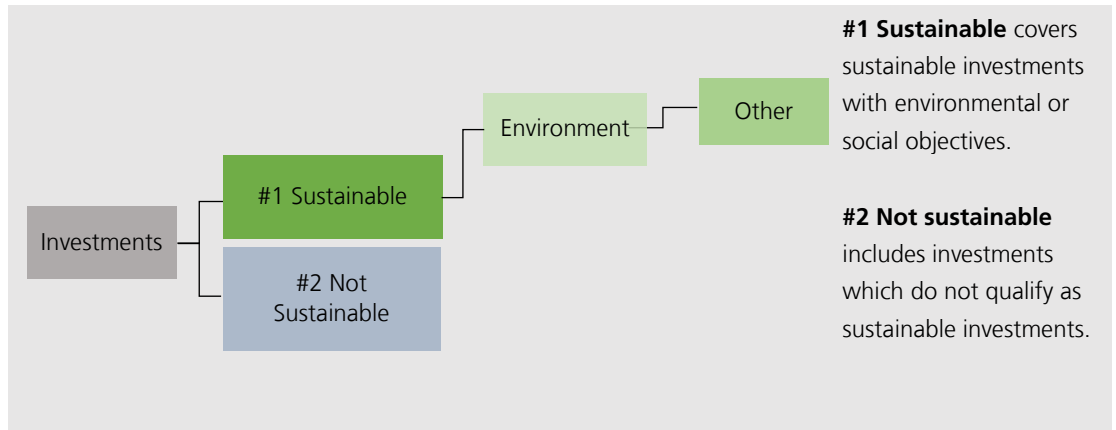 Investments
#1 Sustainable
#2 Not
Sustainable
Environment
Other
#1 Sustainable covers
sustainable investments
with environmental or
social objectives.
#2 Not sustainable
includes investments
which do not qualify as
sustainable investments.